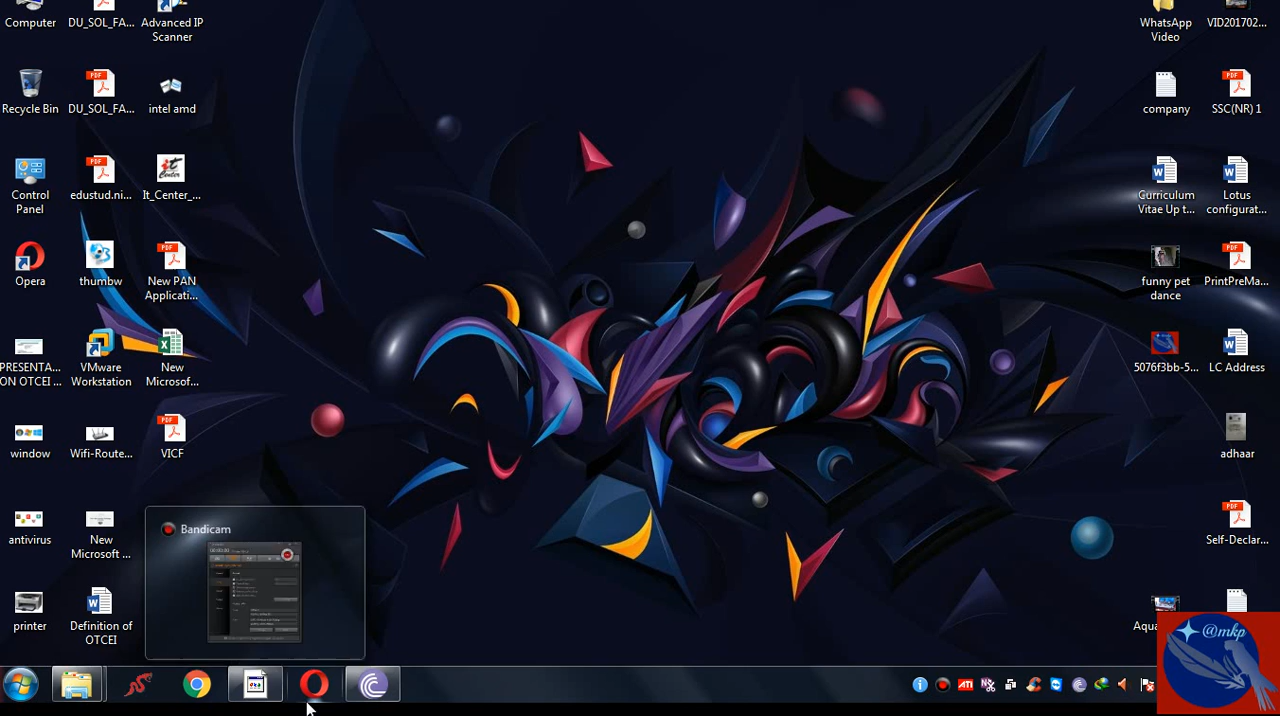 Computer
DU_SOL_FA...
Advanced IP
Scanner
WhatsApp
Video
VID201702...
Recycle Bin
DU_SOL_FA...
intel amd
company
SSC(NR) 1
Control
Panel
edustud.ni...
It_Center_...
Curriculum
Vitae Up t...
Lotus
configurat...
Opera
thumbw
New PAN
Applicati...
funny pet
dance
PrintPreMa...
PRESENTA...
ON OTCEI ...
VMware
Workstation
New
Microsof...
5076f3bb-5...
LC Address
window
Wifi-Route...
VICF
adhaar
antivirus
New
Microsoft ...
Bandicam
Self-Declar...
printer
Definition of
OTCEI
Aqua
@mkp
ATI